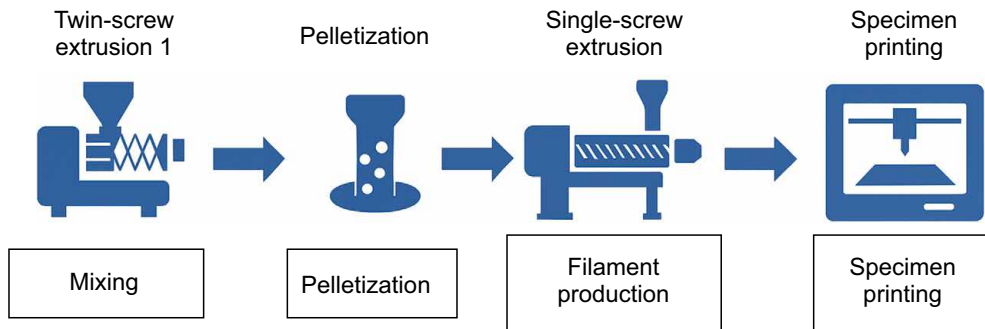 Twin-screw
extrusion 1
Pelletization
Single-screw
extrusion
Specimen
printing
Mixing
Pelletization
Filament
production
Specimen
printing